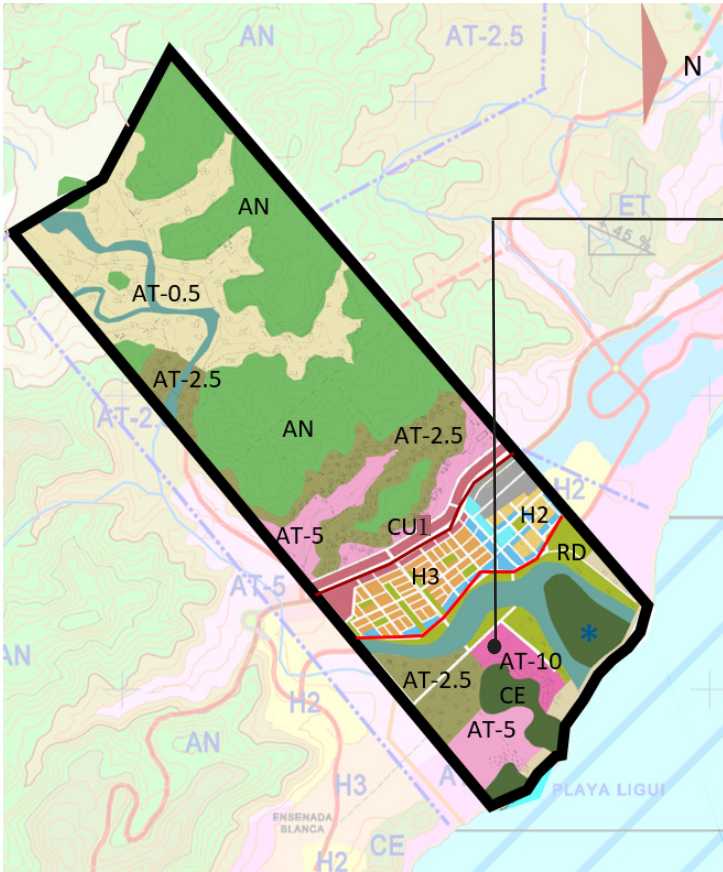 AN
AT-2.5
N
AN
ET
+ 45 %
AT-0.5
AT-2.5
AT-2.5
AN
AT-2.5
H2
CU1
H2
AT-5
RD
H3
AT-5
*
AT-10
AT-2.5
CE
AN
H2
AT-5
AN
H3
PLAYA LIGUI
ENSENADA
BLANCA
CE
H2